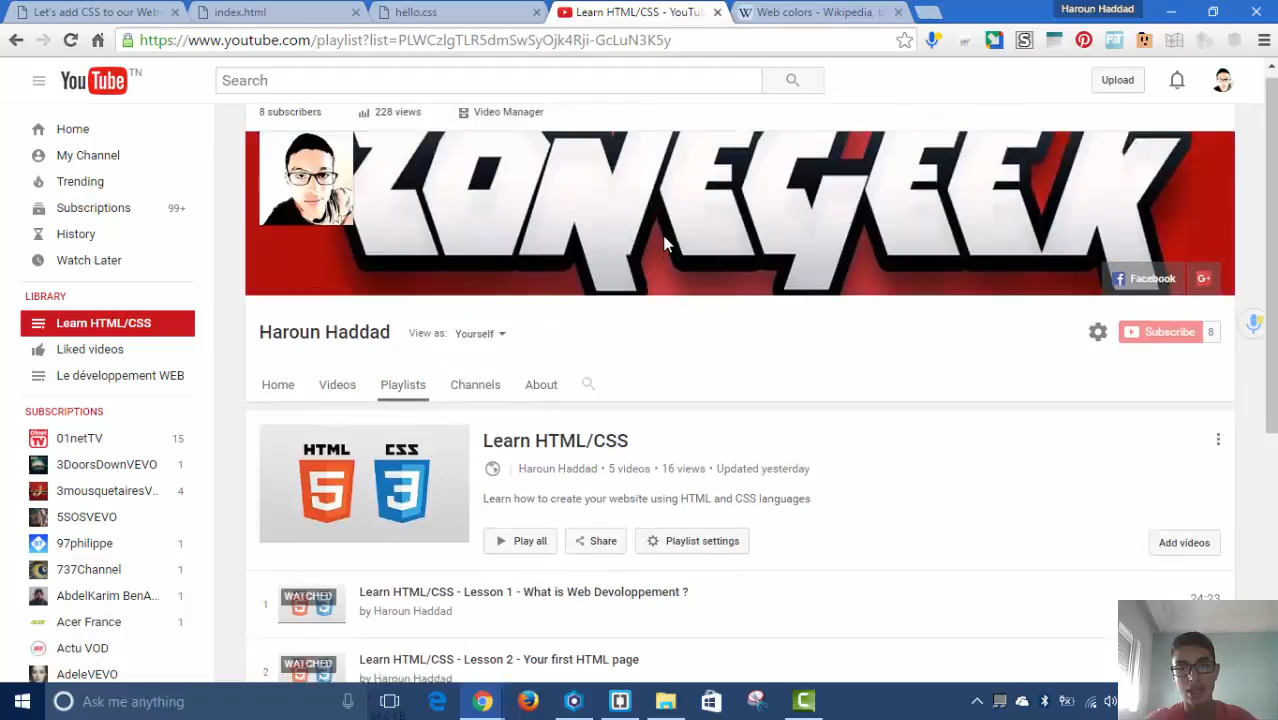 Let's add CSS to our Web
index.html
hello.css
Learn HTML/CSS - YouTu
Web colors - Wikipedia, t
Haroun Haddad
https://www.youtube.com/playlist?list=PLWCzlgTLR5dmSwSyOjk4Rji-GcLuN3K5y
YouTube TN
Search
Upload
8 subscribers
228 views
Video Manager
ZONEGEEK
Facebook
Home
My Channel
Trending
Subscriptions 99+
History
Watch Later
LIBRARY
Learn HTML/CSS
Liked videos
Le développement WEB
SUBSCRIPTIONS
01netTV 15
3DoorsDownVEVO 1
3mousquetairesV... 4
5SOSVEVO
97philippe 1
737Channel 1
AbdelKarim BenA... 1
Acer France 1
Actu VOD
AdeleVEVO
Haroun Haddad
View as: Yourself
Subscribe 8
Home Videos Playlists Channels About
HTML CSS
5 3
Learn HTML/CSS
Haroun Haddad • 5 videos • 16 views • Updated yesterday
Learn how to create your website using HTML and CSS languages
Play all
Share
Playlist settings
Add videos
1
WATCHED
Learn HTML/CSS - Lesson 1 - What is Web Devoloppement ?
by Haroun Haddad
2
WATCHED
Learn HTML/CSS - Lesson 2 - Your first HTML page
by Haroun Haddad
Ask me anything